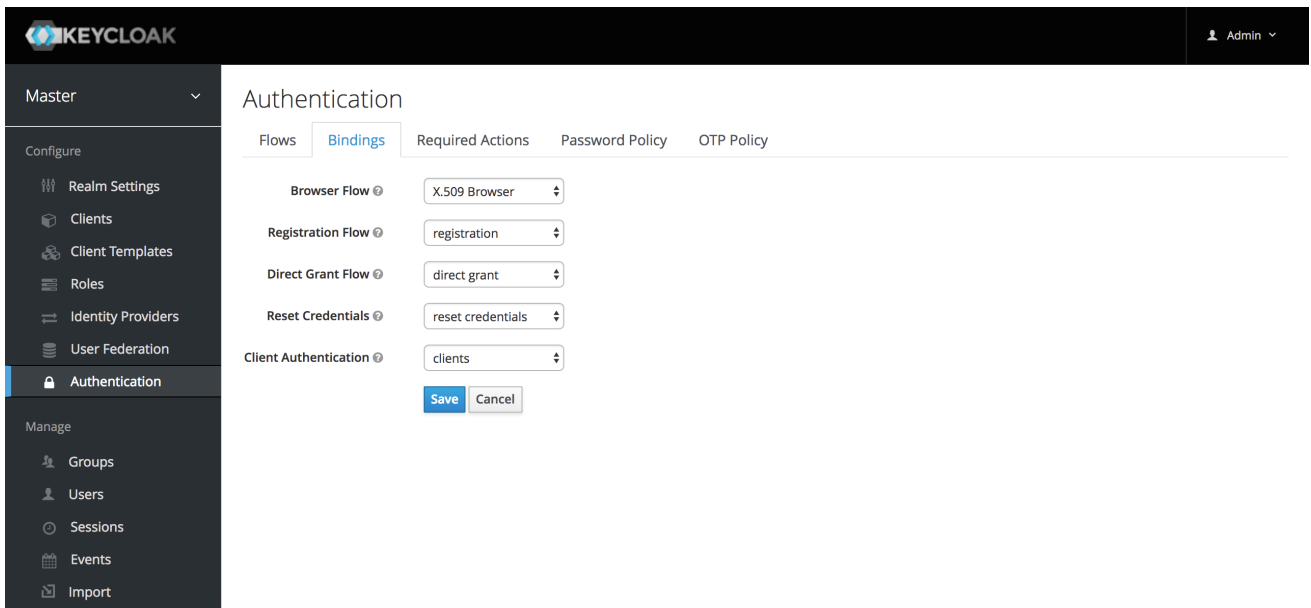 KEYCLOAK
Admin
Master
Configure
Realm Settings
Clients
Client Templates
Roles
Identity Providers
User Federation
Authentication
Manage
Groups
Users
Sessions
Events
Import
Authentication
Flows Bindings Required Actions Password Policy OTP Policy
Browser Flow X.509 Browser
Registration Flow registration
Direct Grant Flow direct grant
Reset Credentials reset credentials
Client Authentication clients
Save Cancel